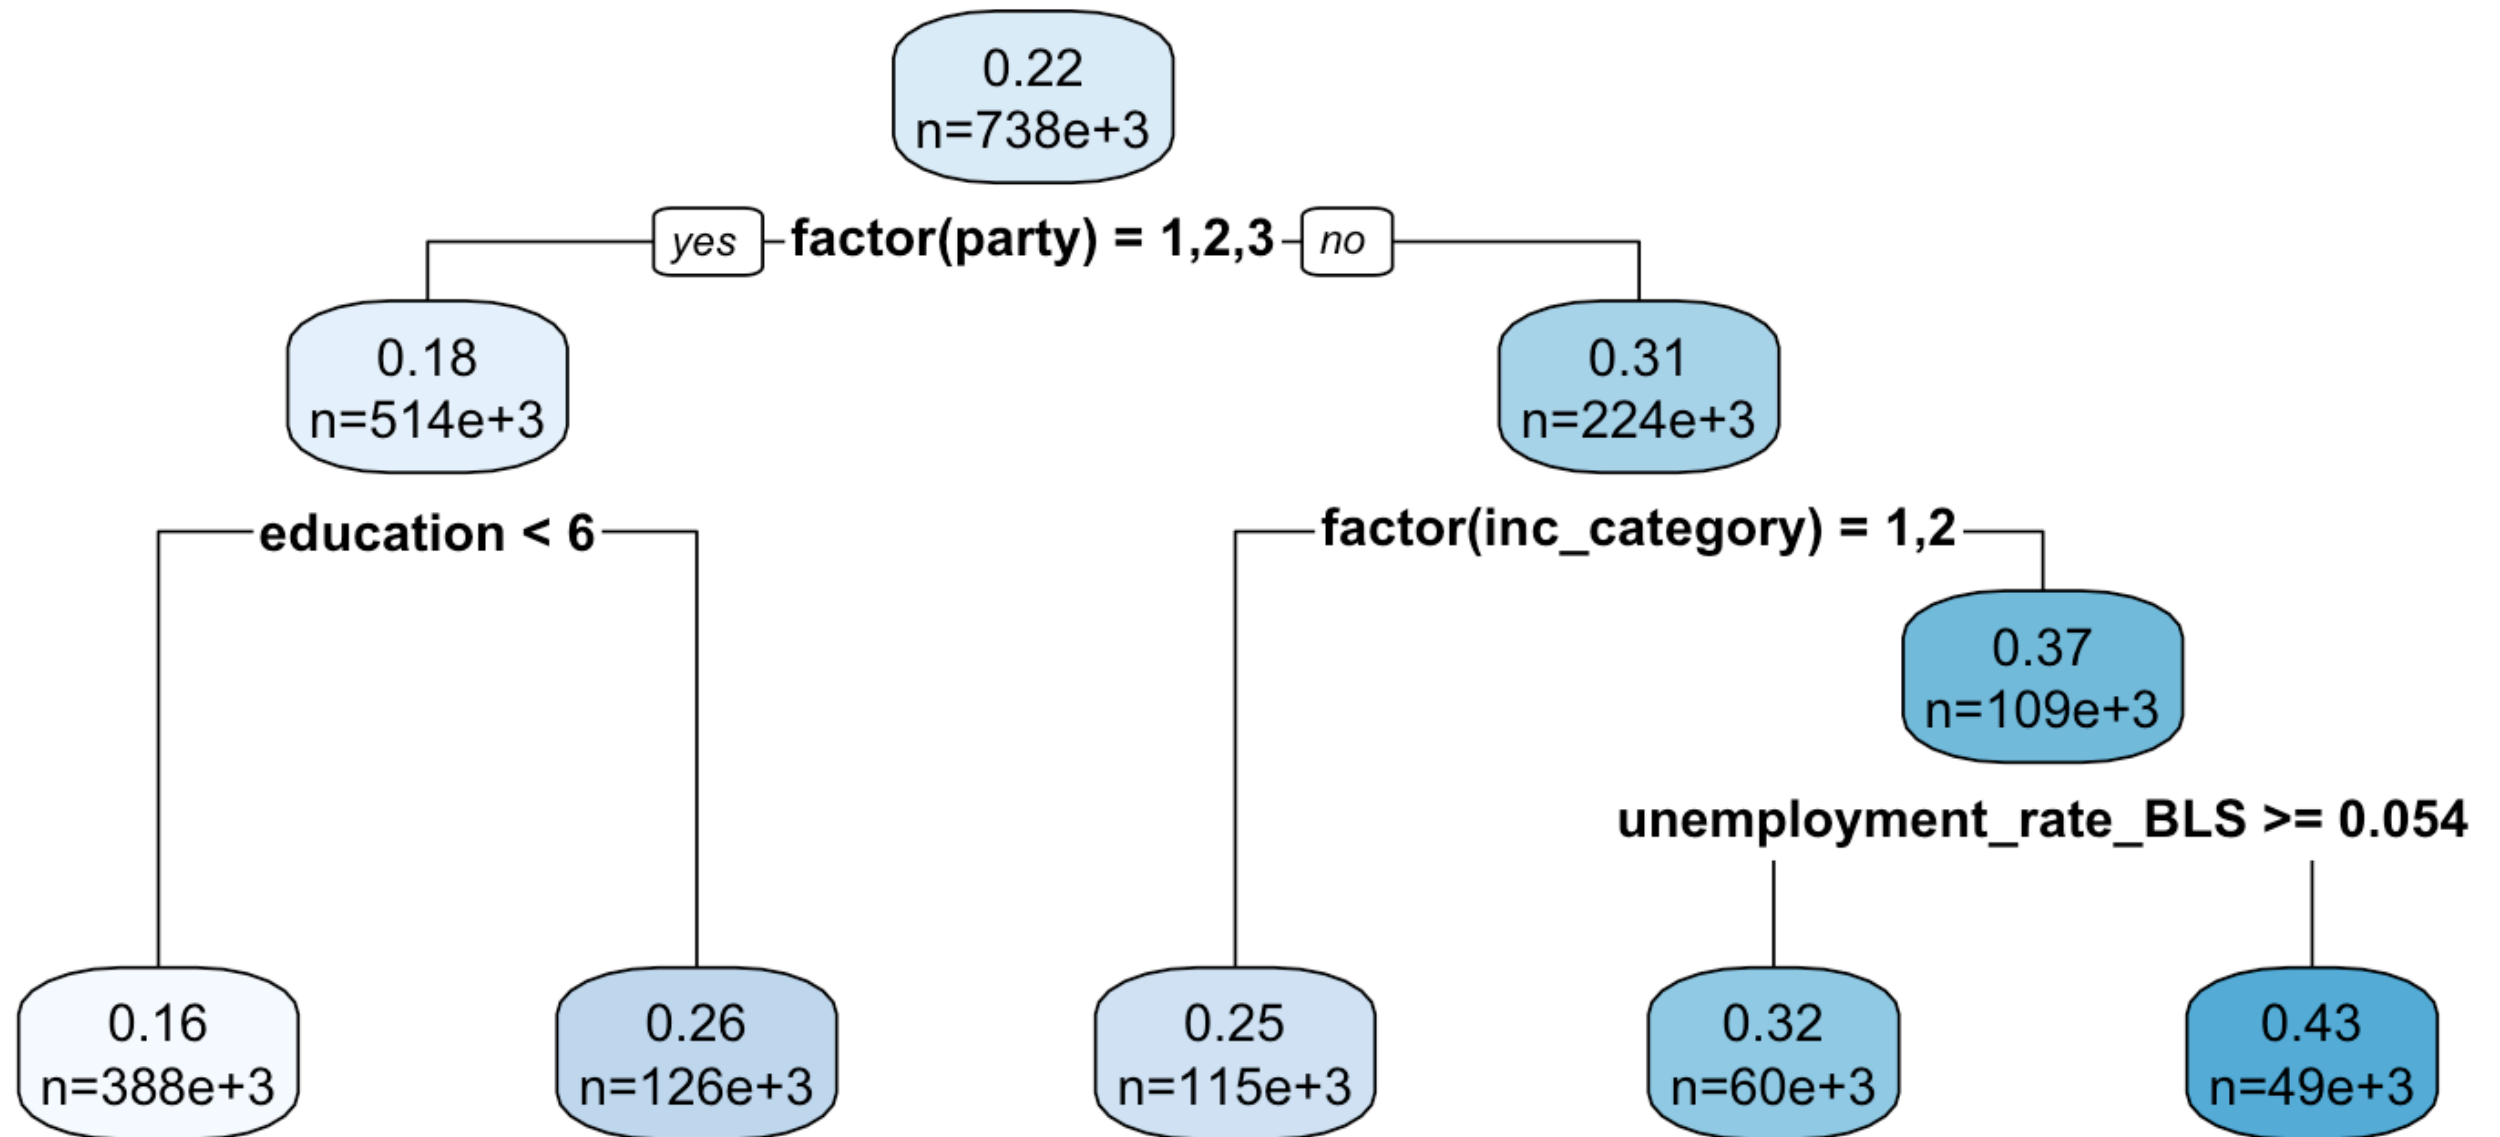 0.22
n=738e+3
yes factor(party) = 1,2,3 no
0.18
n=514e+3
0.31
n=224e+3
education < 6
factor(inc_category) = 1,2
0.37
n=109e+3
unemployment_rate_BLS >= 0.054
0.16
n=388e+3
0.26
n=126e+3
0.25
n=115e+3
0.32
n=60e+3
0.43
n=49e+3